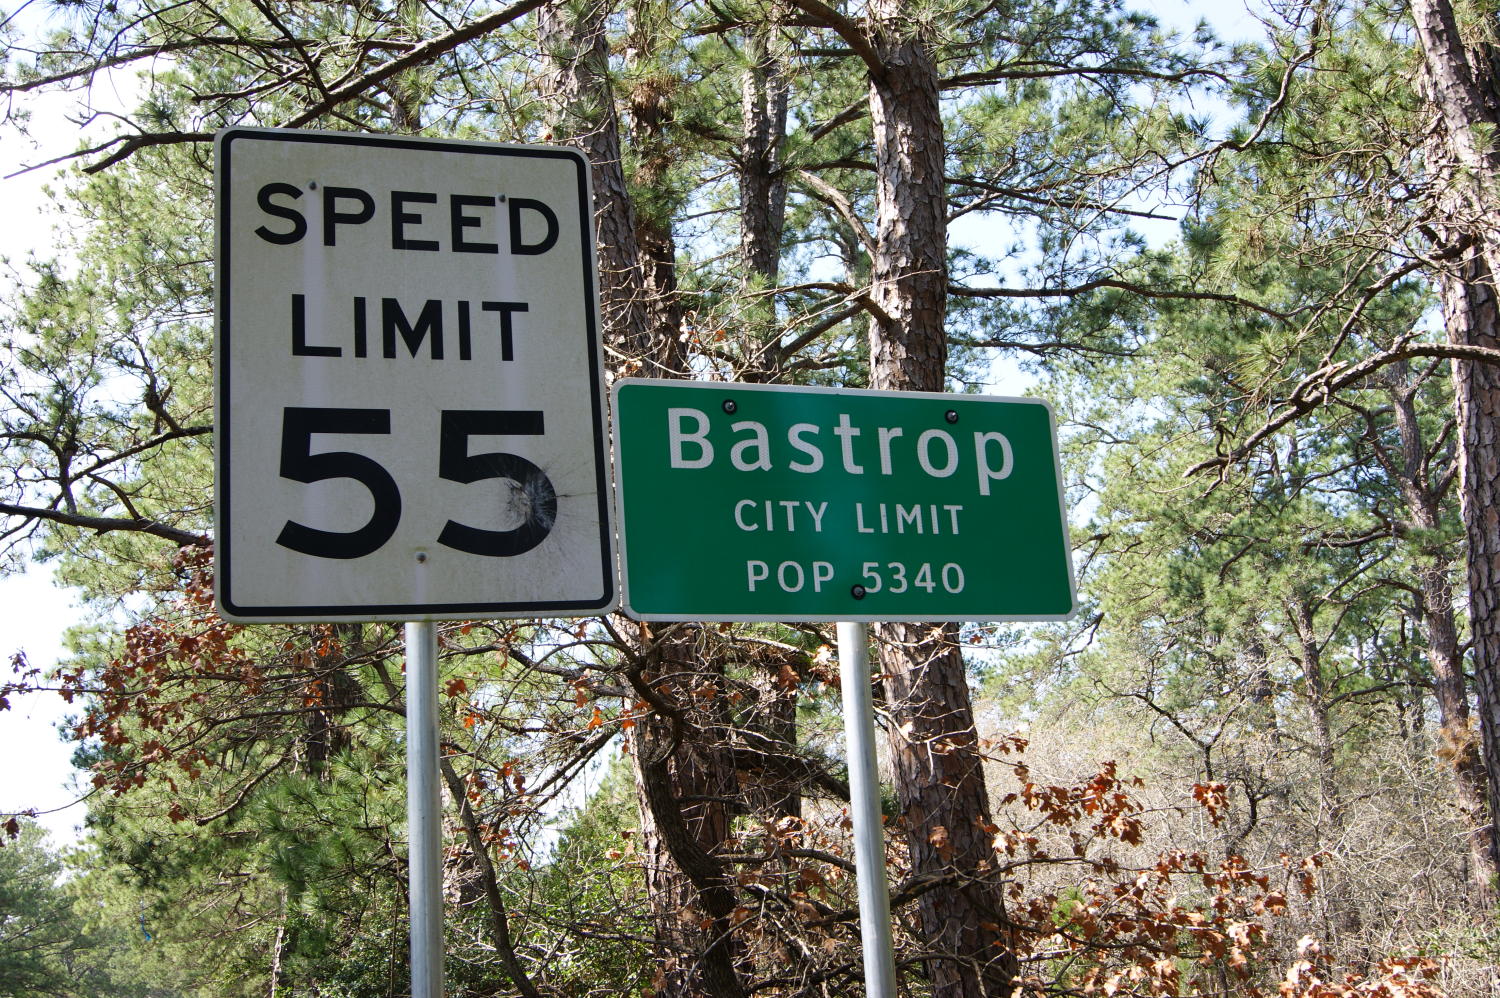 SPEED
LIMIT
55
Bastrop
CITY LIMIT
POP 5340